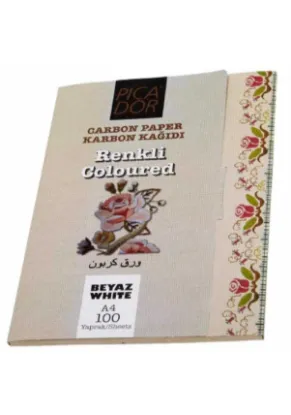 PICA
DOR
CARBON PAPER
KARBON KAĞIDI
Renkli
Coloured
ورق كربون
BEYAZ
WHITE
A4
100
Yaprak/Sheets